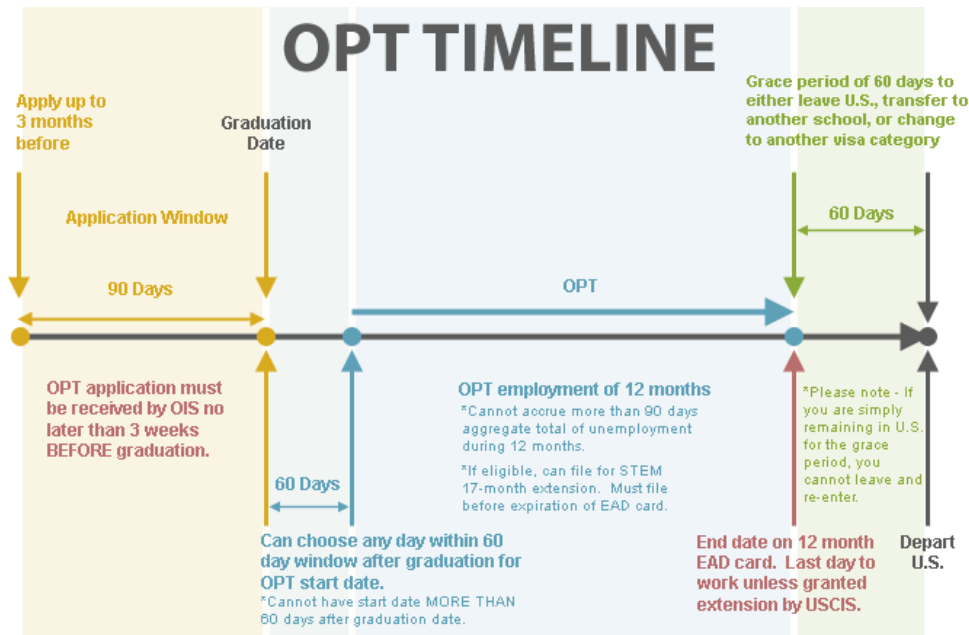 OPT TIMELINE
Apply up to
3 months
before
Graduation
Date
Grace period of 60 days to
either leave U.S., transfer to
another school, or change
to another visa category
Application Window
60 Days
90 Days
OPT
OPT application must
be received by OIS no
later than 3 weeks
BEFORE graduation.
60 Days
Can choose any day within 60
day window after graduation for
OPT start date.
*Cannot have start date MORE THAN
60 days after graduation date.
OPT employment of 12 months
*Cannot accrue more than 90 days
aggregate total of unemployment
during 12 months.
*If eligible, can file for STEM
17-month extension. Must file
before expiration of EAD card.
*Please note - If
you are simply
remaining in U.S.
for the grace
period, you
cannot leave and
re-enter.
End date on 12 month
EAD card. Last day to
work unless granted
extension by USCIS.
Depart
U.S.